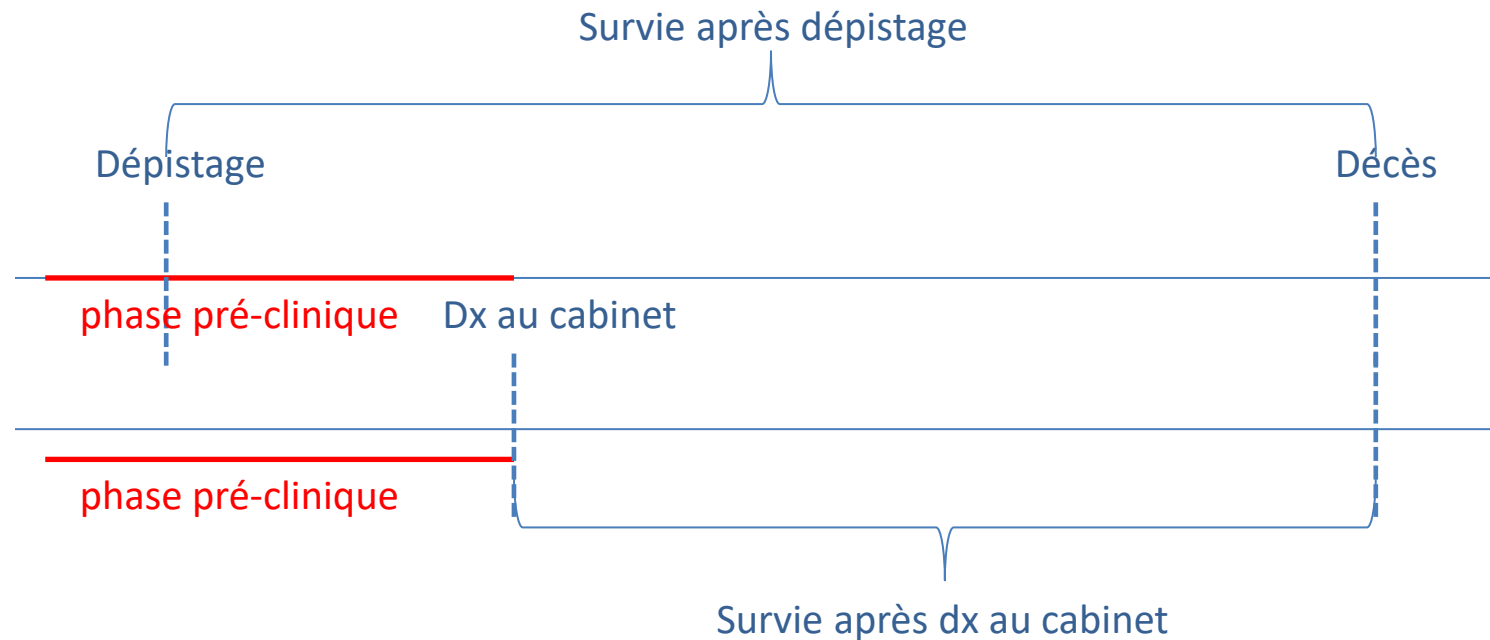 Survie après dépistage
Dépistage
Décès
phase pré-clinique
Dx au cabinet
phase pré-clinique
Survie après dx au cabinet